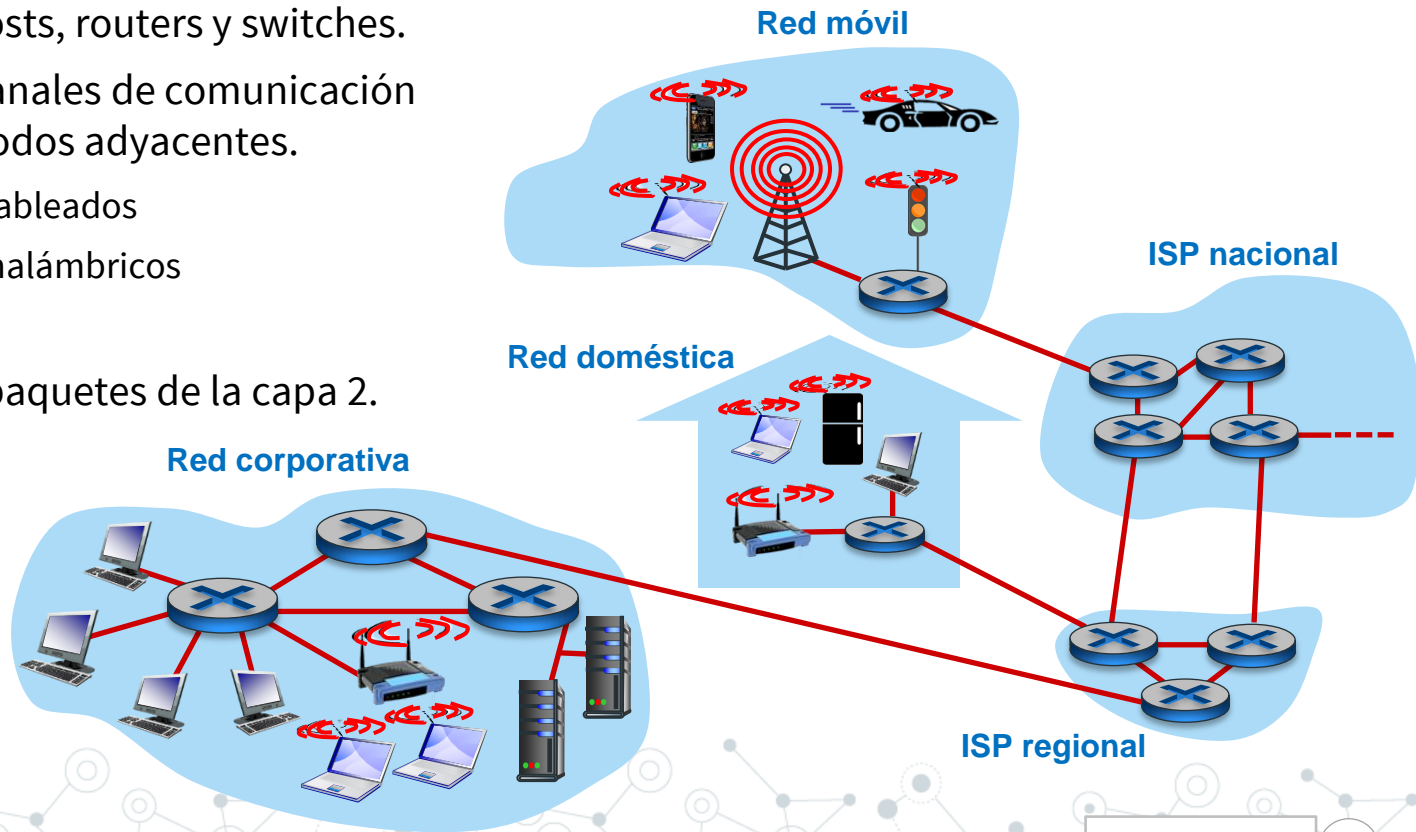 osts, routers y switches.
anales de comunicación
odos adyacentes.
ableados
nalámbricos
paquetes de la capa 2.
Red móvil
ISP nacional
Red doméstica
Red corporativa
ISP regional